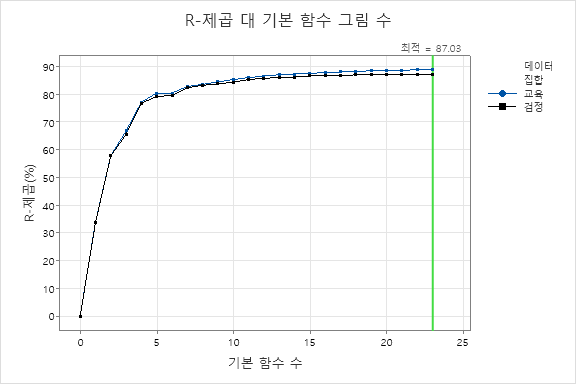 R-제곱 대 기본 함수 그림 수
최적 = 87.03
데이터
집합
교육
검정
R-제곱(%)
90
80
70
60
50
40
30
20
10
0
0 5 10 15 20 25
기본 함수 수